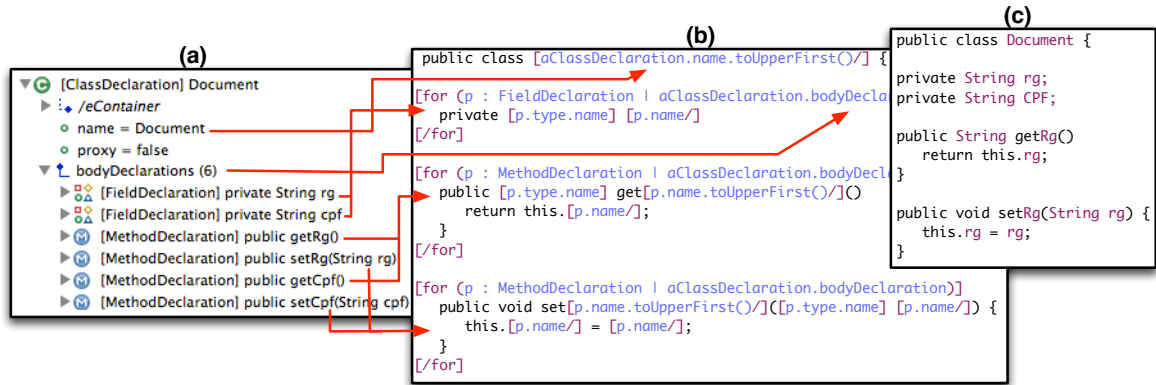 (a)
[ClassDeclaration] Document
/eContainer
name = Document
proxy = false
bodyDeclarations (6)
[FieldDeclaration] private String rg
[FieldDeclaration] private String cpf
[MethodDeclaration] public getRg()
[MethodDeclaration] public setRg(String rg)
[MethodDeclaration] public getCpf()
[MethodDeclaration] public setCpf(String cpf)
(b)
public class [aClassDeclaration.name.toUpperFirst()/] {
[for (p : FieldDeclaration | aClassDeclaration.bodyDecla
private [p.type.name] [p.name/]
[/for]
[for (p : MethodDeclaration | aClassDeclaration.bodyDecl
public [p.type.name] get[p.name.toUpperFirst()/]()
return this.[p.name/];
}
[/for]
[for (p : MethodDeclaration | aClassDeclaration.bodyDeclaration)]
public void set[p.name.toUpperFirst()/]([p.type.name] [p.name/]) {
this.[p.name/] = [p.name/];
}
[/for]
(c)
public class Document {
private String rg;
private String CPF;
public String getRg()
return this.rg;
}
public void setRg(String rg) {
this.rg = rg;
}